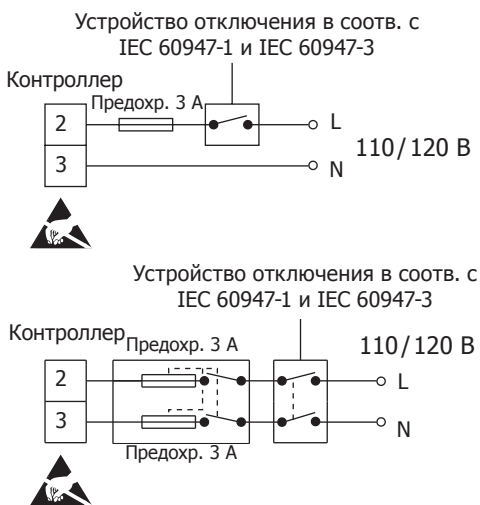 Устройство отключения в соотв. с
IEC 60947-1 и IEC 60947-3
Контроллер
Предохр. 3 А
2
L
110/120 В
3
N
Устройство отключения в соотв. с
IEC 60947-1 и IEC 60947-3
Контроллер
Предохр. 3 А
110/120 В
2
L
3
N
Предохр. 3 А